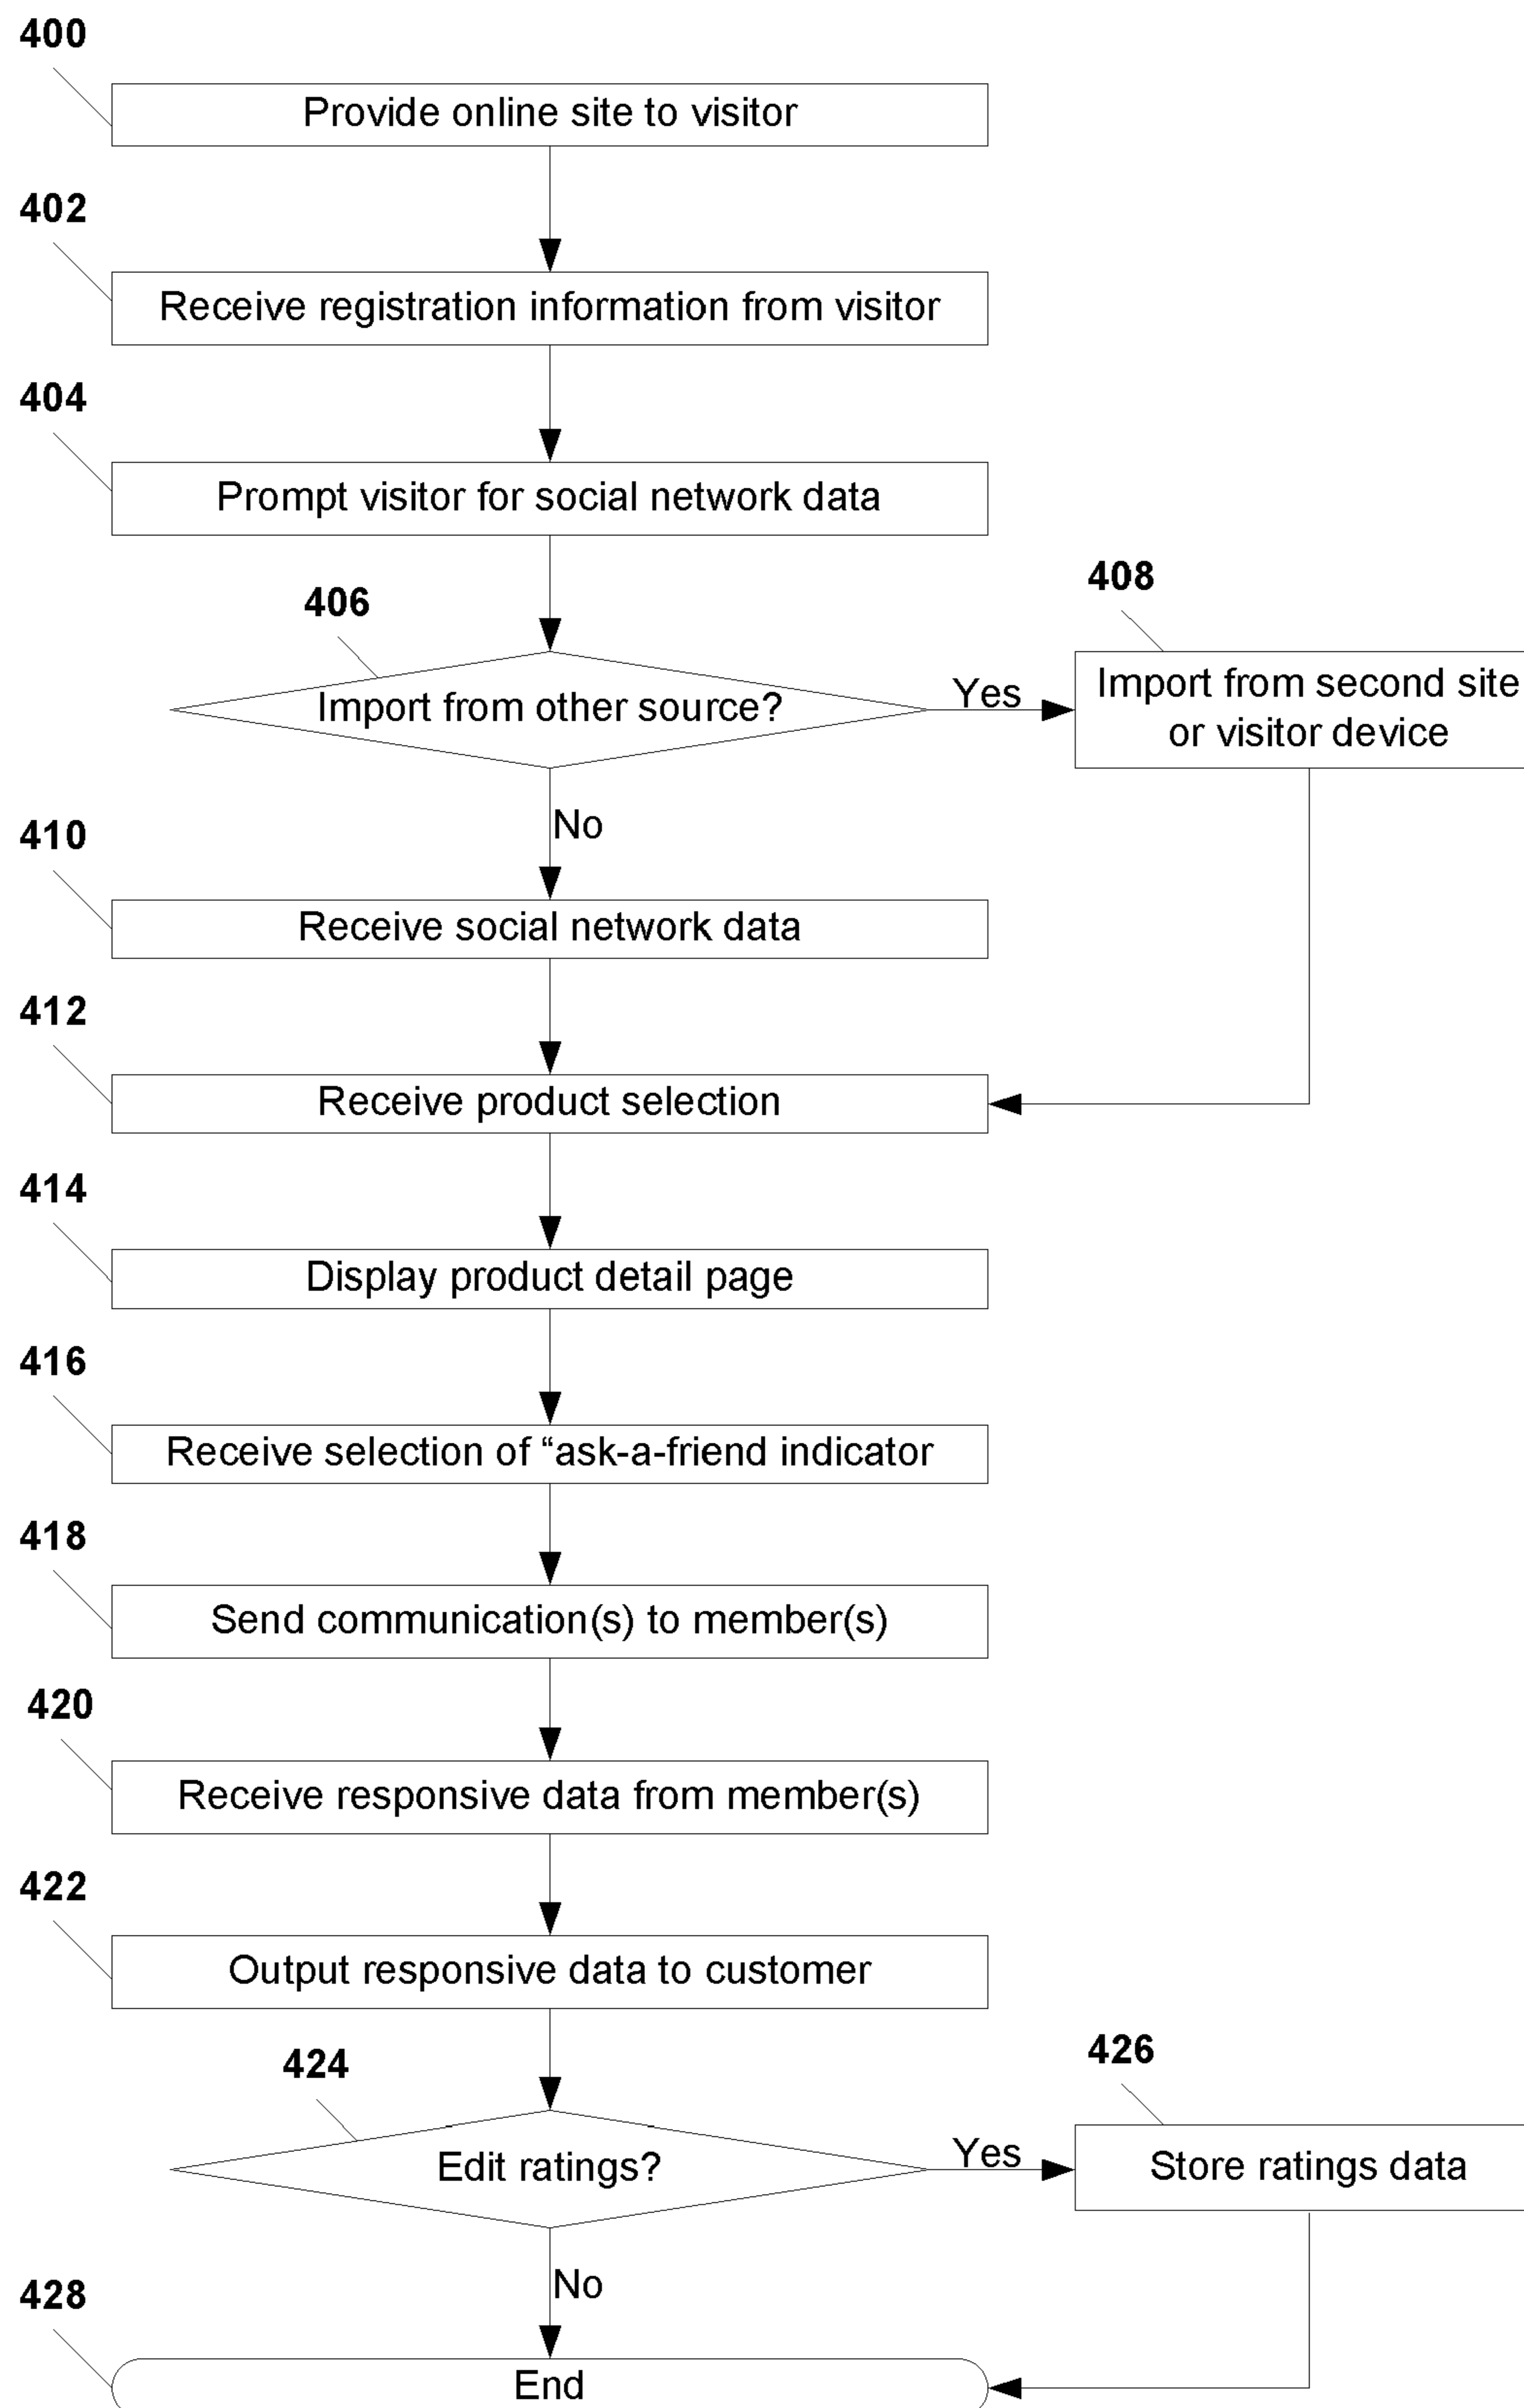 400
Provide online site to visitor
402
Receive registration information from visitor
404
Prompt visitor for social network data
406
Import from other source?
Yes
408
Import from second site
or visitor device
No
410
Receive social network data
412
Receive product selection
414
Display product detail page
416
Receive selection of “ask-a-friend indicator
418
Send communication(s) to member(s)
420
Receive responsive data from member(s)
422
Output responsive data to customer
424
Edit ratings?
Yes
426
Store ratings data
No
428
End